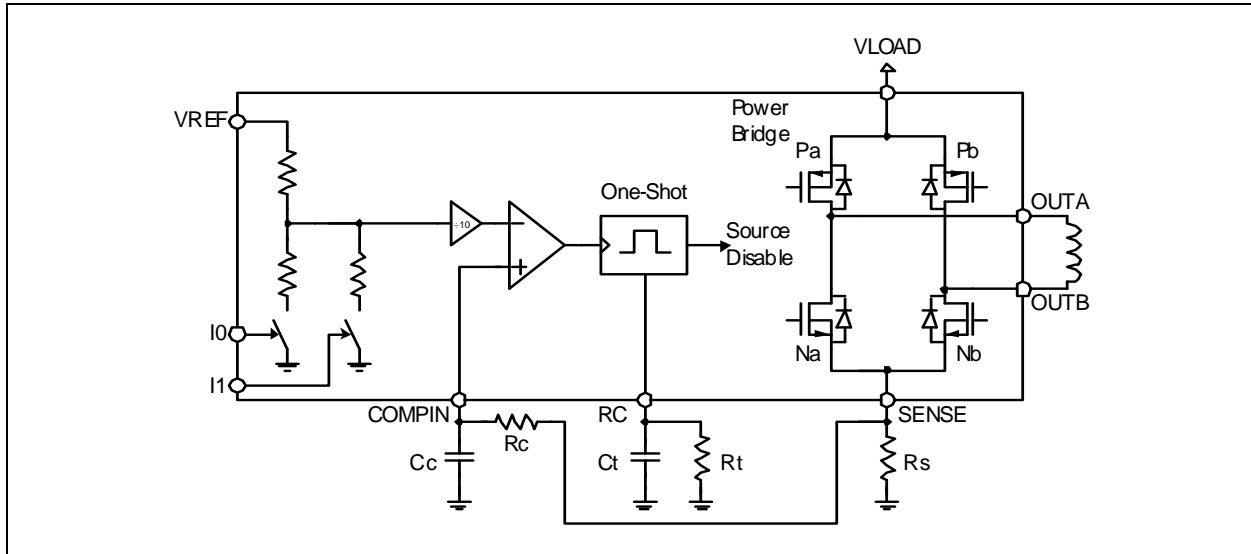 VLOAD
Power
Bridge
VREF
Pa
Pb
One-Shot
OUTA
÷10
−
+
Source
Disable
OUTB
I0
Na
Nb
I1
COMPIN
RC
SENSE
Rc
Cc
Ct
Rt
Rs